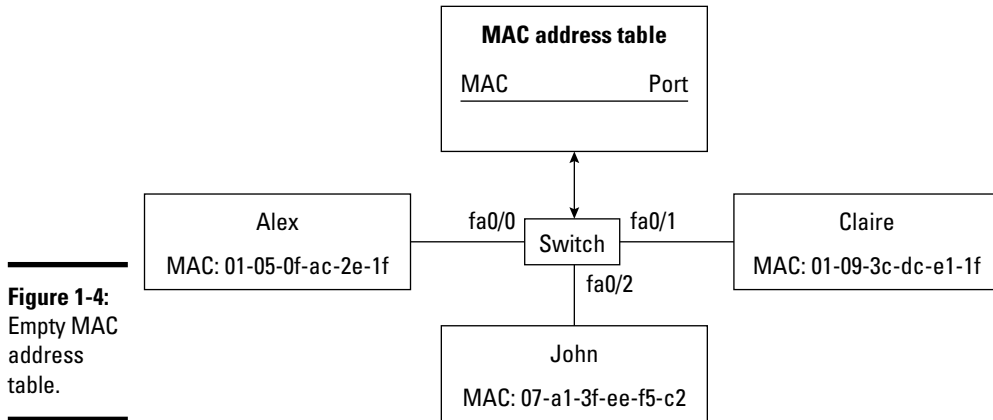 MAC address table
MAC Port
Alex
MAC: 01-05-0f-ac-2e-1f
fa0/0
Switch
fa0/1
fa0/2
Claire
MAC: 01-09-3c-dc-e1-1f
John
MAC: 07-a1-3f-ee-f5-c2
Figure 1-4:
Empty MAC
address
table.